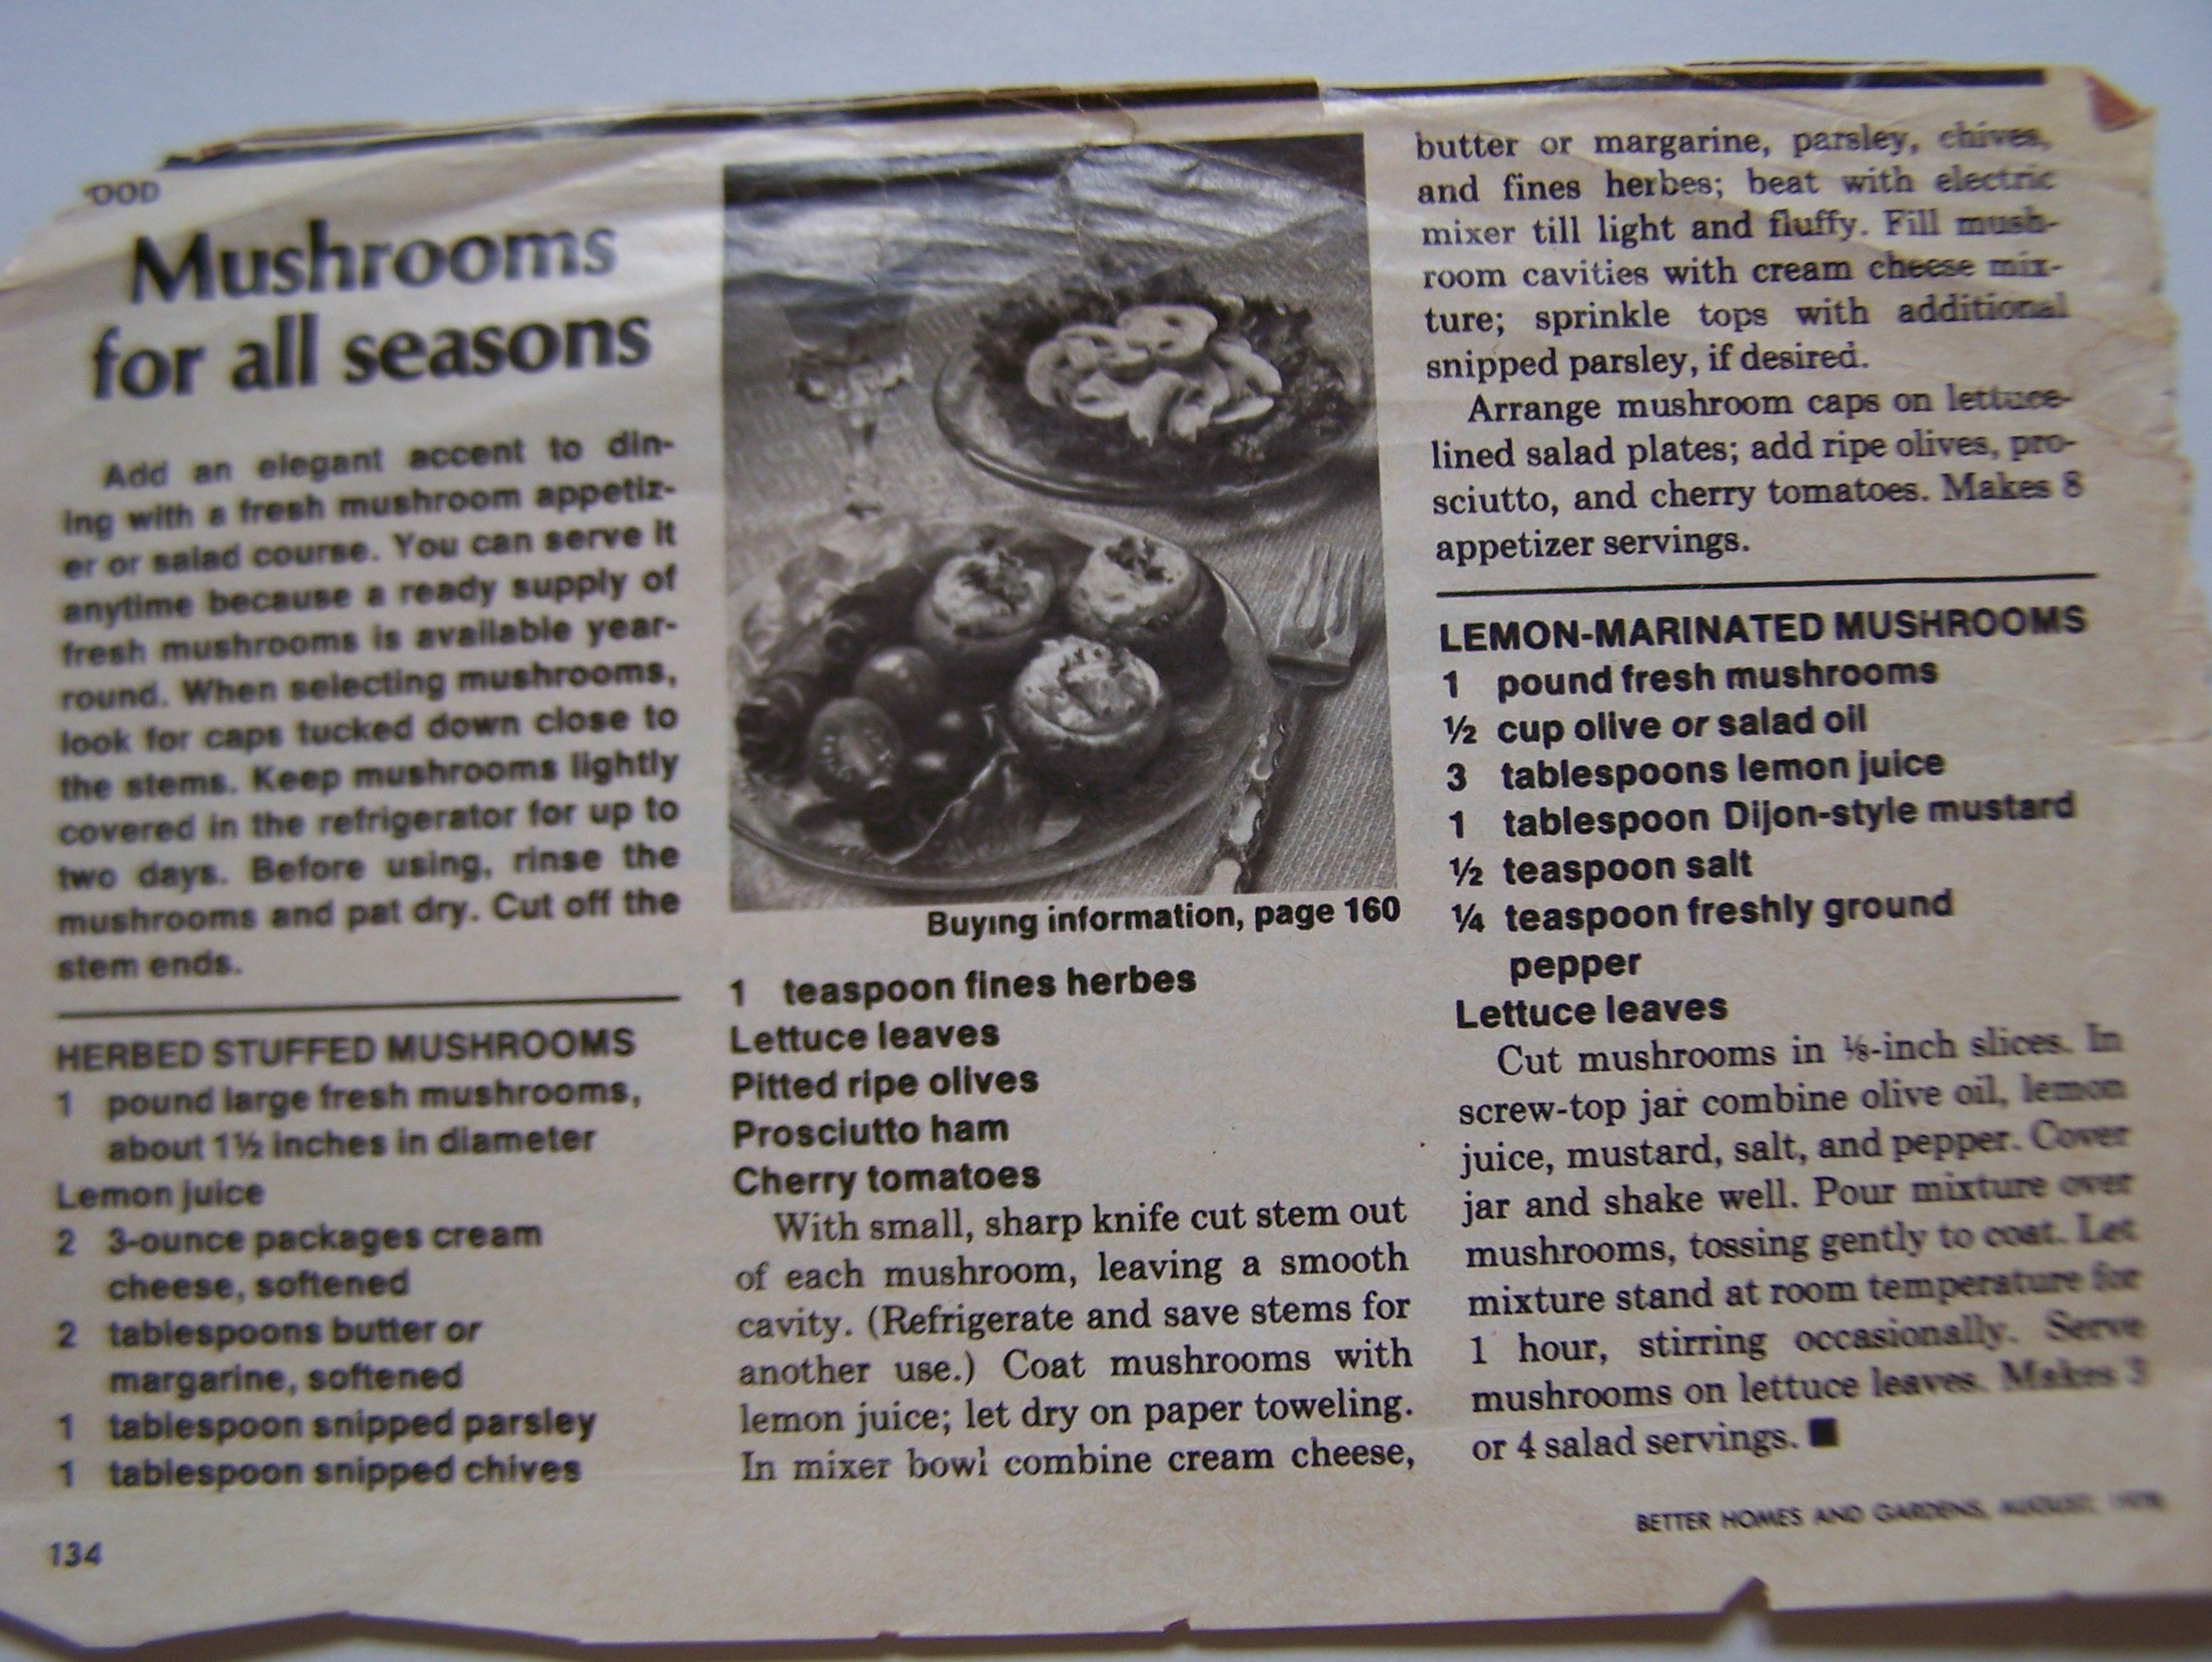 OOD
Mushrooms
for all seasons
Add an elegant accent to din-
ing with a fresh mushroom appetiz-
er or salad course. You can serve it
anytime because a ready supply of
fresh mushrooms is available year-
round. When selecting mushrooms,
look for caps tucked down close to
the stems. Keep mushrooms lightly
covered in the refrigerator for up to
two days. Before using, rinse the
mushrooms and pat dry. Cut off the
stem ends.
HERBED STUFFED MUSHROOMS
1 pound large fresh mushrooms,
about 1½ inches in diameter
Lemon juice
2 3-ounce packages cream
cheese, softened
2 tablespoons butter or
margarine, softened
1 tablespoon snipped parsley
1 tablespoon snipped chives
134
Buying information, page 160
1 teaspoon fines herbes
Lettuce leaves
Pitted ripe olives
Prosciutto ham
Cherry tomatoes
With small, sharp knife cut stem out
of each mushroom, leaving a smooth
cavity. (Refrigerate and save stems for
another use.) Coat mushrooms with
lemon juice; let dry on paper toweling.
In mixer bowl combine cream cheese,
butter or margarine, parsley, chives,
and fines herbes; beat with electric
mixer till light and fluffy. Fill mush-
room cavities with cream cheese mix-
ture; sprinkle tops with additional
snipped parsley, if desired.
Arrange mushroom caps on lettuce-
lined salad plates; add ripe olives, pro-
sciutto, and cherry tomatoes. Makes 8
appetizer servings.
LEMON-MARINATED MUSHROOMS
1 pound fresh mushrooms
½ cup olive or salad oil
3 tablespoons lemon juice
1 tablespoon Dijon-style mustard
½ teaspoon salt
¼ teaspoon freshly ground
pepper
Lettuce leaves
Cut mushrooms in ⅛-inch slices. In
screw-top jar combine olive oil, lemon
juice, mustard, salt, and pepper. Cover
jar and shake well. Pour mixture over
mushrooms, tossing gently to coat. Let
mixture stand at room temperature for
1 hour, stirring occasionally. Serve
mushrooms on lettuce leaves. Makes 3
or 4 salad servings. ■
BETTER HOMES AND GARDENS, AUGUST,